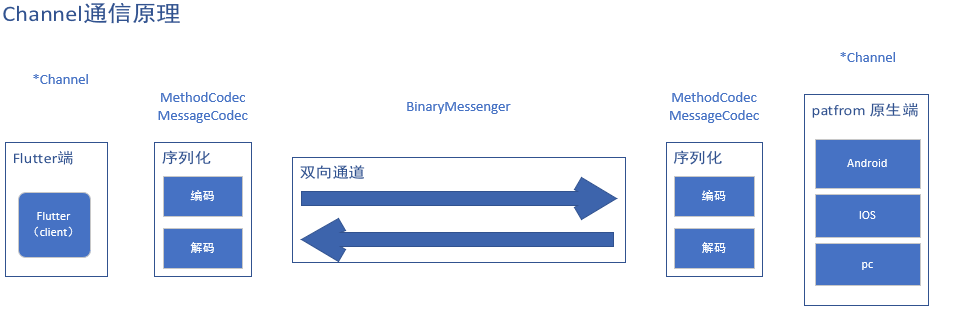 Channel通信原理
*Channel
MethodCodec
MessageCodec
BinaryMessenger
MethodCodec
MessageCodec
*Channel
Flutter端
Flutter
（client）
序列化
编码
解码
双向通道
序列化
编码
解码
patfrom 原生端
Android
IOS
pc